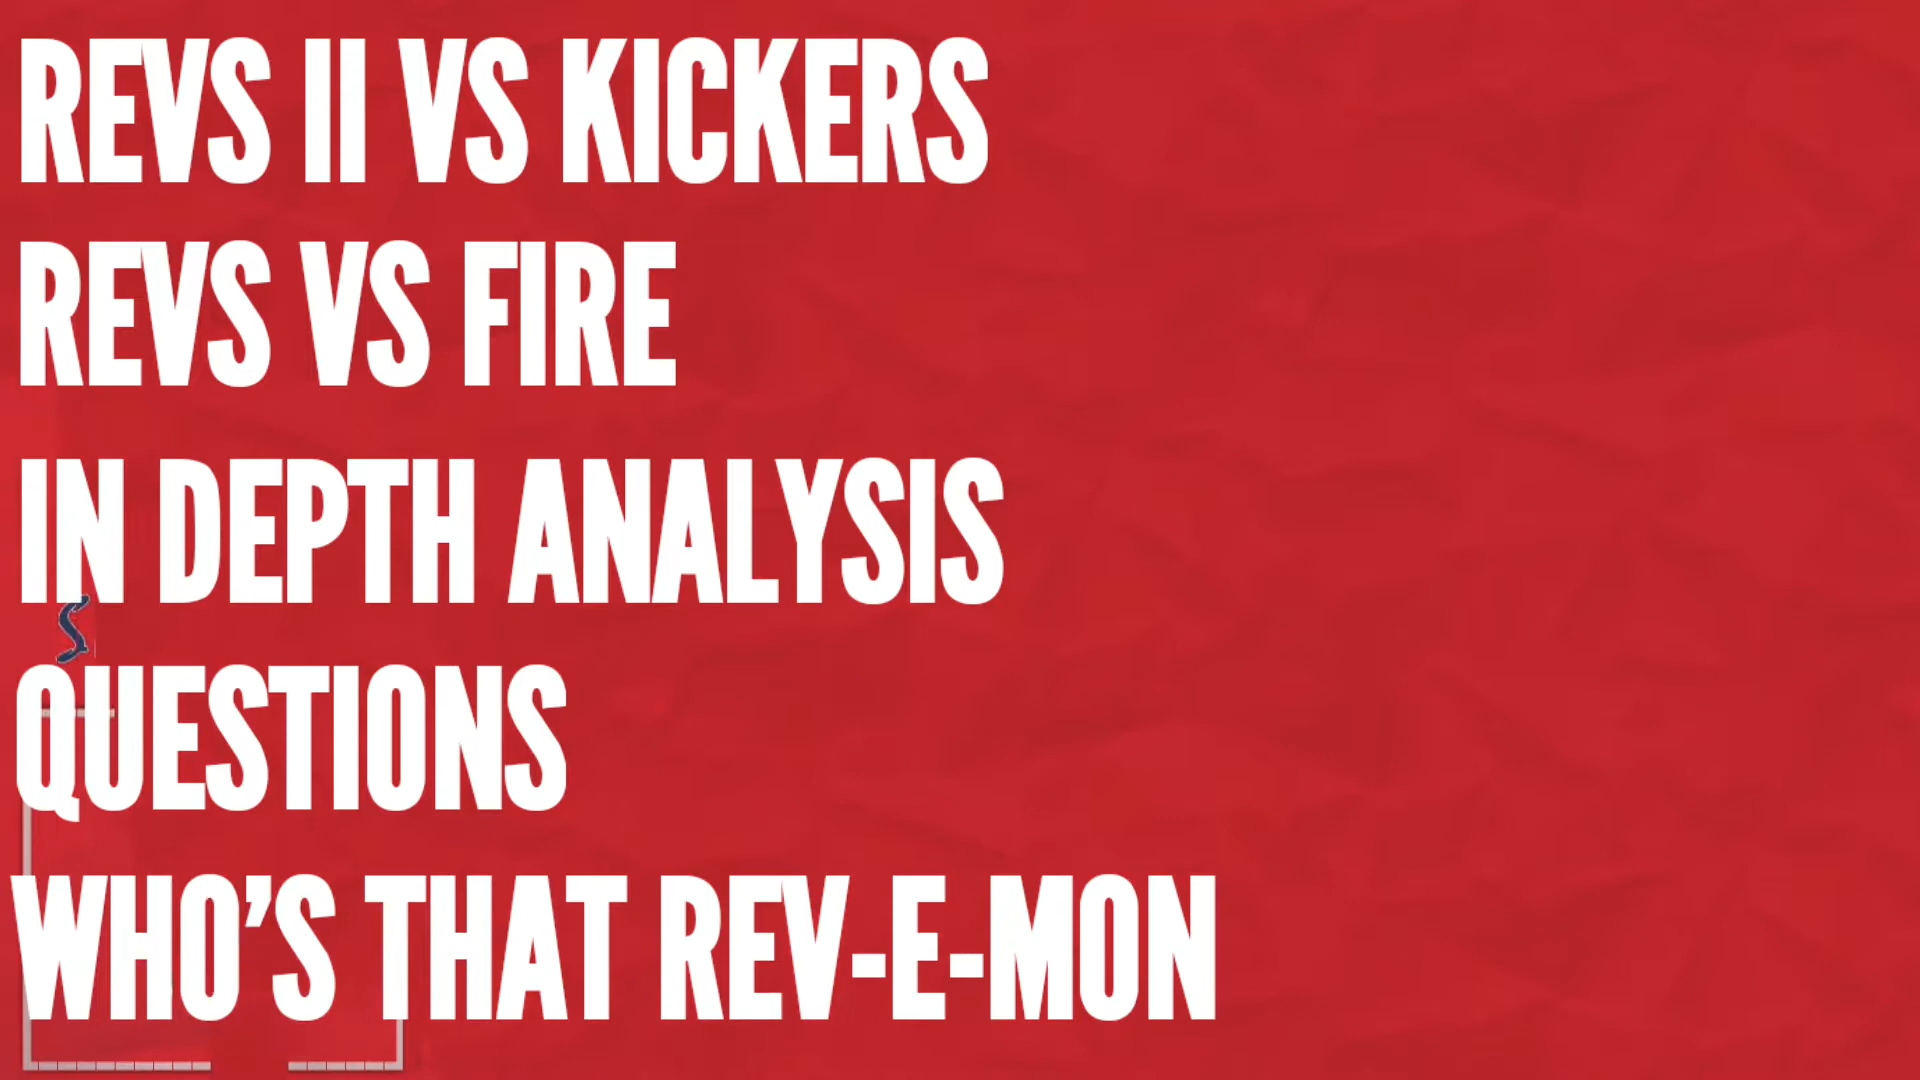 REVS II VS KICKERS
REVS VS FIRE
IN DEPTH ANALYSIS
S
QUESTIONS
WHO'S THAT REV-E-MON